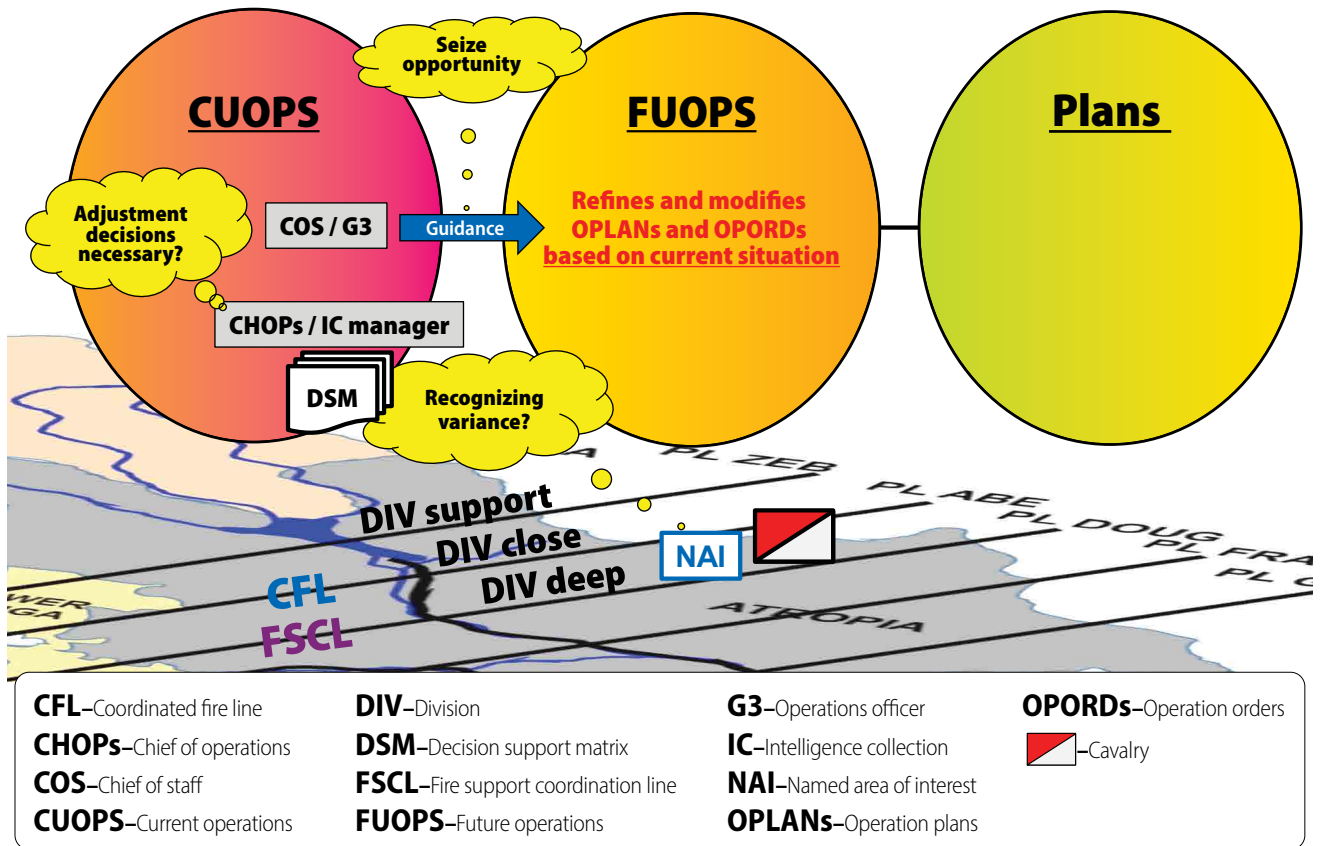 Seize
opportunity
CUOPS
FUOPS
Plans
Adjustment
decisions
necessary?
COS / G3
Guidance
Refines and modifies
OPLANs and OPORDs
based on current situation
CHOPs / IC manager
DSM
Recognizing
variance?
PL ZEB
PL ABE
PL DOUG
PL
PL
DIV support
DIV close
DIV deep
NAI
CFL
FSCL
ATROPIA
CFL–Coordinated fire line
CHOPs–Chief of operations
COS–Chief of staff
CUOPS–Current operations
DIV–Division
DSM–Decision support matrix
FSCL–Fire support coordination line
FUOPS–Future operations
G3–Operations officer
IC–Intelligence collection
NAI–Named area of interest
OPLANs–Operation plans
OPORDs–Operation orders
–Cavalry